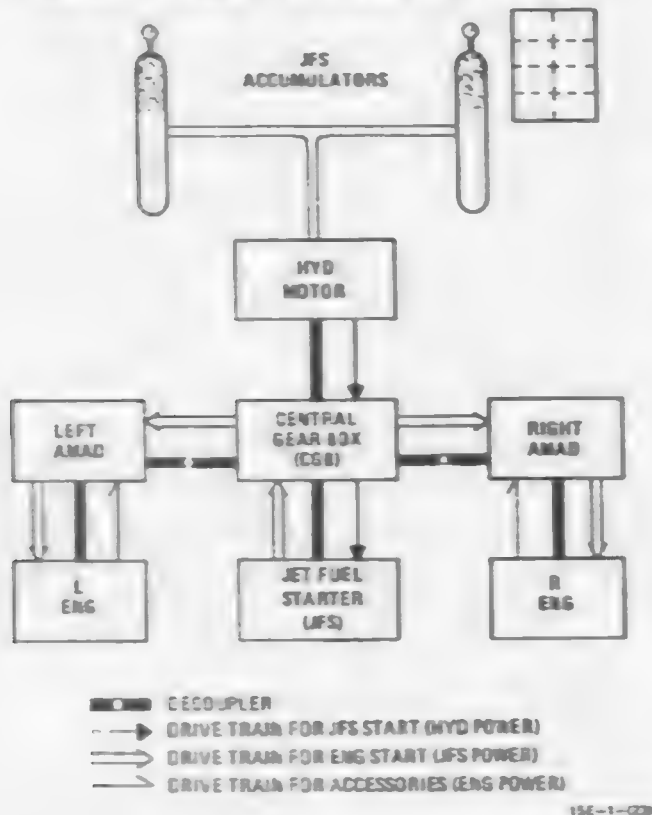 JFS
ACCUMULATORS
HYD
MOTOR
LEFT
AMAD
CENTRAL
GEAR BOX
(CGB)
RIGHT
AMAD
L
ENG
JET FUEL
STARTER
(JFS)
R
ENG
DECOUPLER
DRIVE TRAIN FOR JFS START (HYD POWER)
DRIVE TRAIN FOR ENG START (JFS POWER)
DRIVE TRAIN FOR ACCESSORIES (ENG POWER)